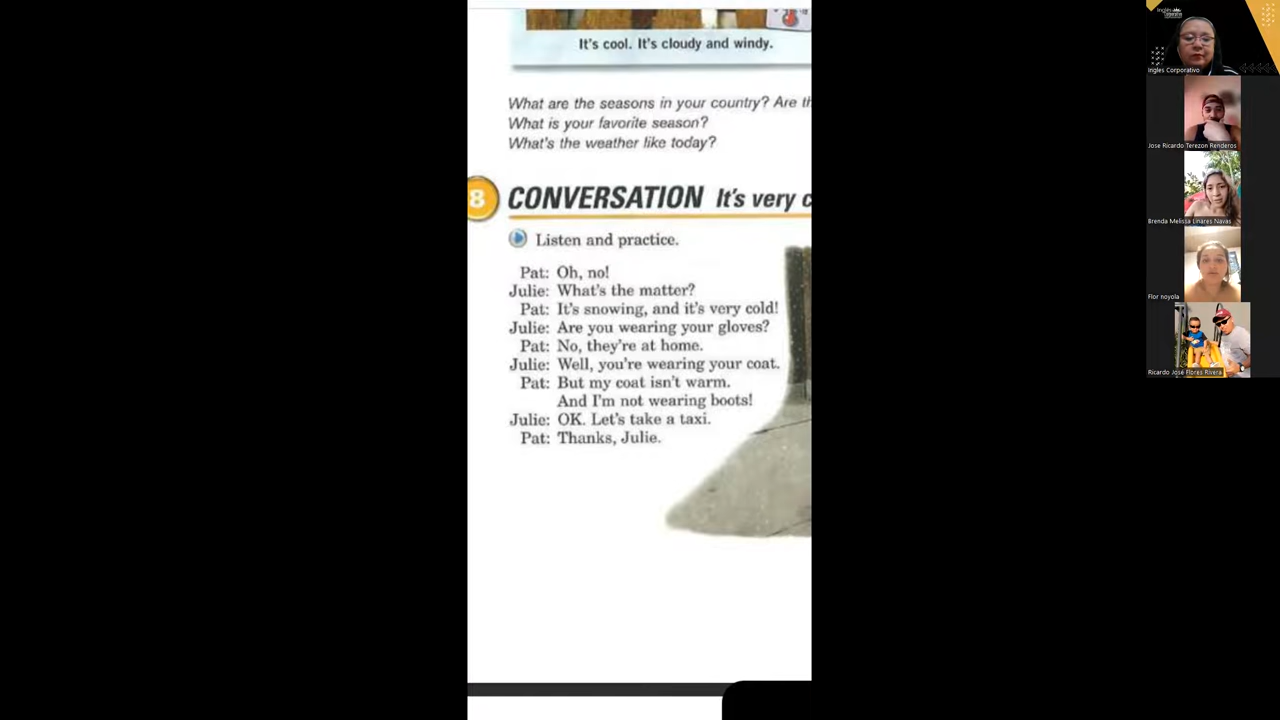 It's cool. It's cloudy and windy.
What are the seasons in your country? Are th
What is your favorite season?
What's the weather like today?
8 CONVERSATION It's very c
Listen and practice.
Pat: Oh, no!
Julie: What's the matter?
Pat: It's snowing, and it's very cold!
Julie: Are you wearing your gloves?
Pat: No, they're at home.
Julie: Well, you're wearing your coat.
Pat: But my coat isn't warm.
And I'm not wearing boots!
Julie: OK. Let's take a taxi.
Pat: Thanks, Julie.
Inglés
Corporativo
Ingles Corporativo
Jose Ricardo Terezon Renderos
Brenda Melissa Linares Navas
Flor noyola
Ricardo José Flores Rivera